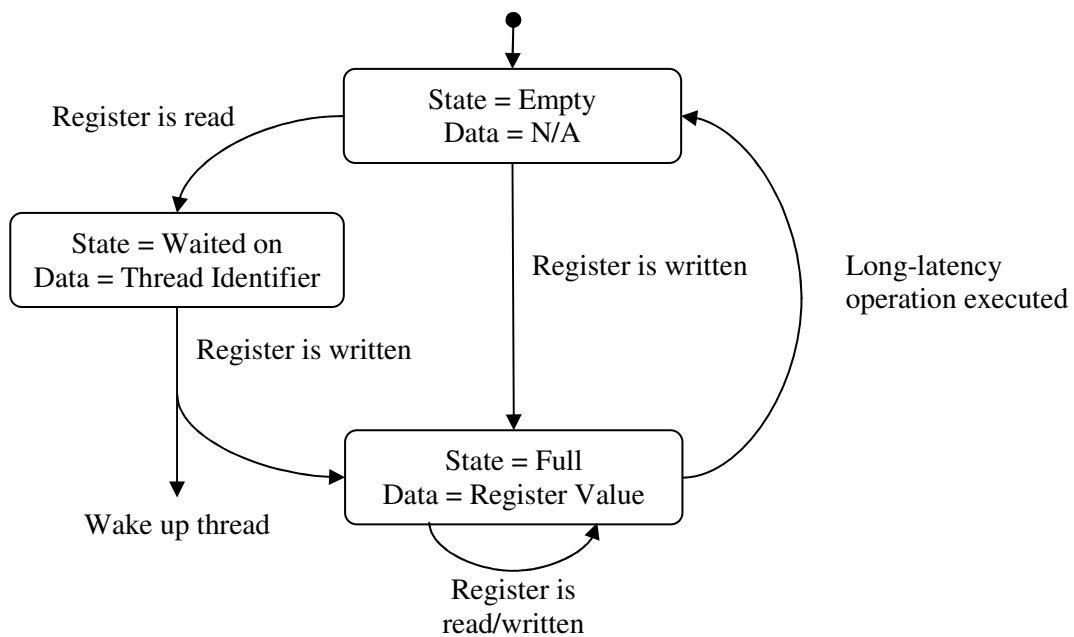 State = Empty
Data = N/A
Register is read
State = Waited on
Data = Thread Identifier
Register is written
Long-latency
operation executed
Register is written
State = Full
Data = Register Value
Wake up thread
Register is
read/written